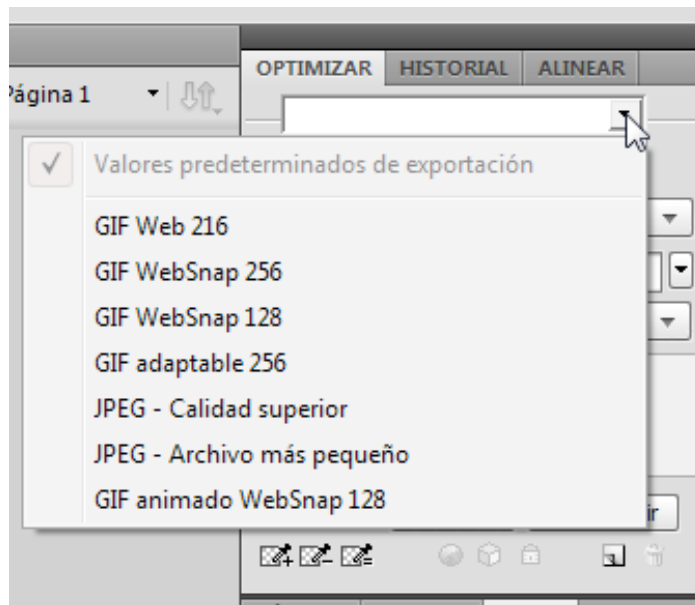 OPTIMIZAR HISTORIAL ALINEAR
Página 1
Valores predeterminados de exportación
GIF Web 216
GIF WebSnap 256
GIF WebSnap 128
GIF adaptable 256
JPEG - Calidad superior
JPEG - Archivo más pequeño
GIF animado WebSnap 128
ir